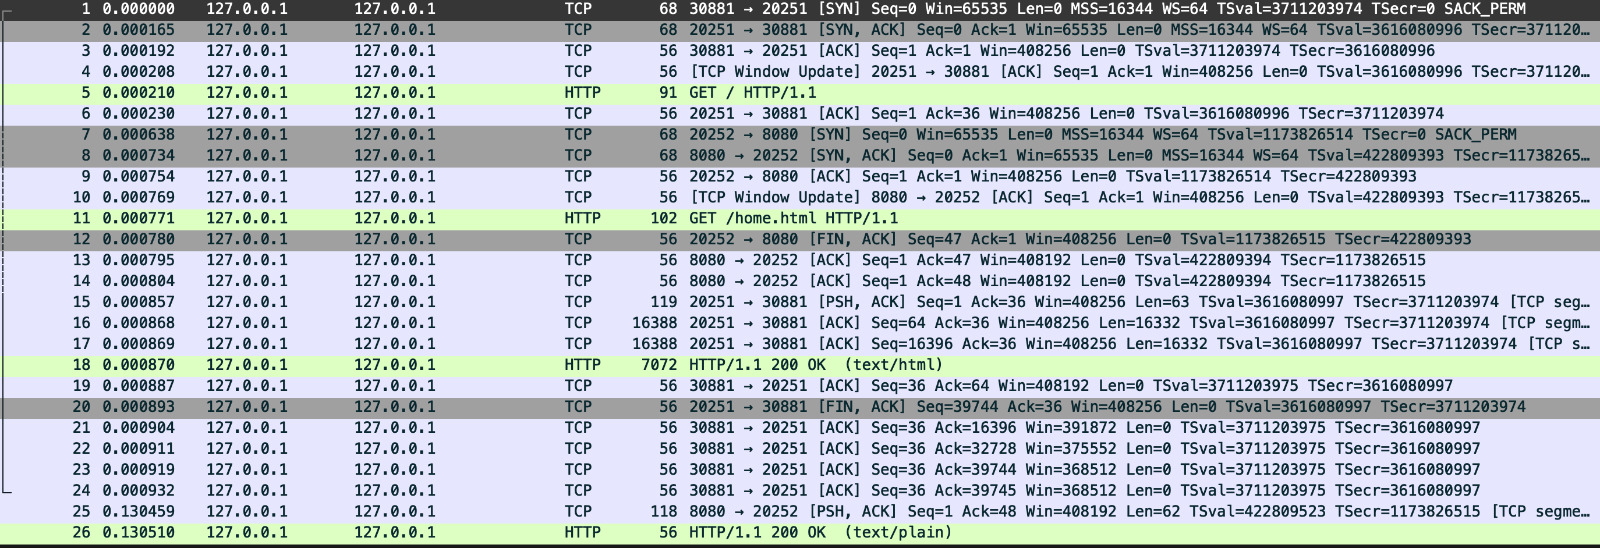 1 0.000000 127.0.0.1 127.0.0.1 TCP 68 30881 → 20251 [SYN] Seq=0 Win=65535 Len=0 MSS=16344 WS=64 TSval=3711203974 TSecr=0 SACK_PERM
2 0.000165 127.0.0.1 127.0.0.1 TCP 68 20251 → 30881 [SYN, ACK] Seq=0 Ack=1 Win=65535 Len=0 MSS=16344 WS=64 TSval=3616080996 TSecr=371120…
3 0.000192 127.0.0.1 127.0.0.1 TCP 56 30881 → 20251 [ACK] Seq=1 Ack=1 Win=408256 Len=0 TSval=3711203974 TSecr=3616080996
4 0.000208 127.0.0.1 127.0.0.1 TCP 56 [TCP Window Update] 20251 → 30881 [ACK] Seq=1 Ack=1 Win=408256 Len=0 TSval=3616080996 TSecr=371120…
5 0.000210 127.0.0.1 127.0.0.1 HTTP 91 GET / HTTP/1.1
6 0.000230 127.0.0.1 127.0.0.1 TCP 56 20251 → 30881 [ACK] Seq=1 Ack=36 Win=408256 Len=0 TSval=3616080996 TSecr=3711203974
7 0.000638 127.0.0.1 127.0.0.1 TCP 68 20252 → 8080 [SYN] Seq=0 Win=65535 Len=0 MSS=16344 WS=64 TSval=1173826514 TSecr=0 SACK_PERM
8 0.000734 127.0.0.1 127.0.0.1 TCP 68 8080 → 20252 [SYN, ACK] Seq=0 Ack=1 Win=65535 Len=0 MSS=16344 WS=64 TSval=422809393 TSecr=11738265…
9 0.000754 127.0.0.1 127.0.0.1 TCP 56 20252 → 8080 [ACK] Seq=1 Ack=1 Win=408256 Len=0 TSval=1173826514 TSecr=422809393
10 0.000769 127.0.0.1 127.0.0.1 TCP 56 [TCP Window Update] 8080 → 20252 [ACK] Seq=1 Ack=1 Win=408256 Len=0 TSval=422809393 TSecr=11738265…
11 0.000771 127.0.0.1 127.0.0.1 HTTP 102 GET /home.html HTTP/1.1
12 0.000780 127.0.0.1 127.0.0.1 TCP 56 20252 → 8080 [FIN, ACK] Seq=47 Ack=1 Win=408256 Len=0 TSval=1173826515 TSecr=422809393
13 0.000795 127.0.0.1 127.0.0.1 TCP 56 8080 → 20252 [ACK] Seq=1 Ack=47 Win=408192 Len=0 TSval=422809394 TSecr=1173826515
14 0.000804 127.0.0.1 127.0.0.1 TCP 56 8080 → 20252 [ACK] Seq=1 Ack=48 Win=408192 Len=0 TSval=422809394 TSecr=1173826515
15 0.000857 127.0.0.1 127.0.0.1 TCP 119 20251 → 30881 [PSH, ACK] Seq=1 Ack=36 Win=408256 Len=63 TSval=3616080997 TSecr=3711203974 [TCP seg…
16 0.000868 127.0.0.1 127.0.0.1 TCP 16388 20251 → 30881 [ACK] Seq=64 Ack=36 Win=408256 Len=16332 TSval=3616080997 TSecr=3711203974 [TCP segm…
17 0.000869 127.0.0.1 127.0.0.1 TCP 16388 20251 → 30881 [ACK] Seq=16396 Ack=36 Win=408256 Len=16332 TSval=3616080997 TSecr=3711203974 [TCP s…
18 0.000870 127.0.0.1 127.0.0.1 HTTP 7072 HTTP/1.1 200 OK (text/html)
19 0.000887 127.0.0.1 127.0.0.1 TCP 56 30881 → 20251 [ACK] Seq=36 Ack=64 Win=408192 Len=0 TSval=3711203975 TSecr=3616080997
20 0.000893 127.0.0.1 127.0.0.1 TCP 56 20251 → 30881 [FIN, ACK] Seq=39744 Ack=36 Win=408256 Len=0 TSval=3616080997 TSecr=3711203974
21 0.000904 127.0.0.1 127.0.0.1 TCP 56 30881 → 20251 [ACK] Seq=36 Ack=16396 Win=391872 Len=0 TSval=3711203975 TSecr=3616080997
22 0.000911 127.0.0.1 127.0.0.1 TCP 56 30881 → 20251 [ACK] Seq=36 Ack=32728 Win=375552 Len=0 TSval=3711203975 TSecr=3616080997
23 0.000919 127.0.0.1 127.0.0.1 TCP 56 30881 → 20251 [ACK] Seq=36 Ack=39744 Win=368512 Len=0 TSval=3711203975 TSecr=3616080997
24 0.000932 127.0.0.1 127.0.0.1 TCP 56 30881 → 20251 [ACK] Seq=36 Ack=39745 Win=368512 Len=0 TSval=3711203975 TSecr=3616080997
25 0.130459 127.0.0.1 127.0.0.1 TCP 118 8080 → 20252 [PSH, ACK] Seq=1 Ack=48 Win=408192 Len=62 TSval=422809523 TSecr=1173826515 [TCP segme…
26 0.130510 127.0.0.1 127.0.0.1 HTTP 56 HTTP/1.1 200 OK (text/plain)